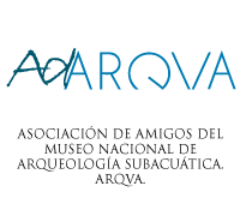 AdARQVA
ASOCIACIÓN DE AMIGOS DEL
MUSEO NACIONAL DE
ARQUEOLOGÍA SUBACUÁTICA.
ARQVA.